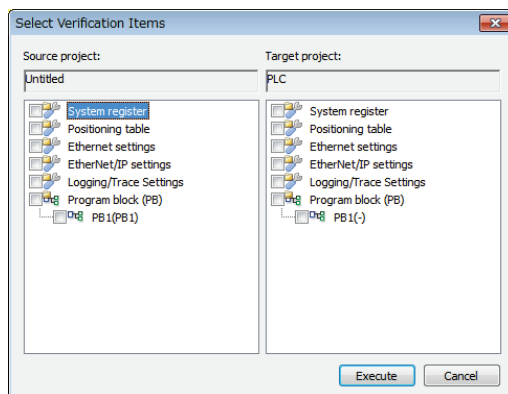 Select Verification Items
Source project:
Target project:
Untitled
PLC
System register
Positioning table
Ethernet settings
EtherNet/IP settings
Logging/Trace Settings
Program block (PB)
PB1(PB1)
System register
Positioning table
Ethernet settings
EtherNet/IP settings
Logging/Trace Settings
Program block (PB)
PB1(-)
Execute
Cancel